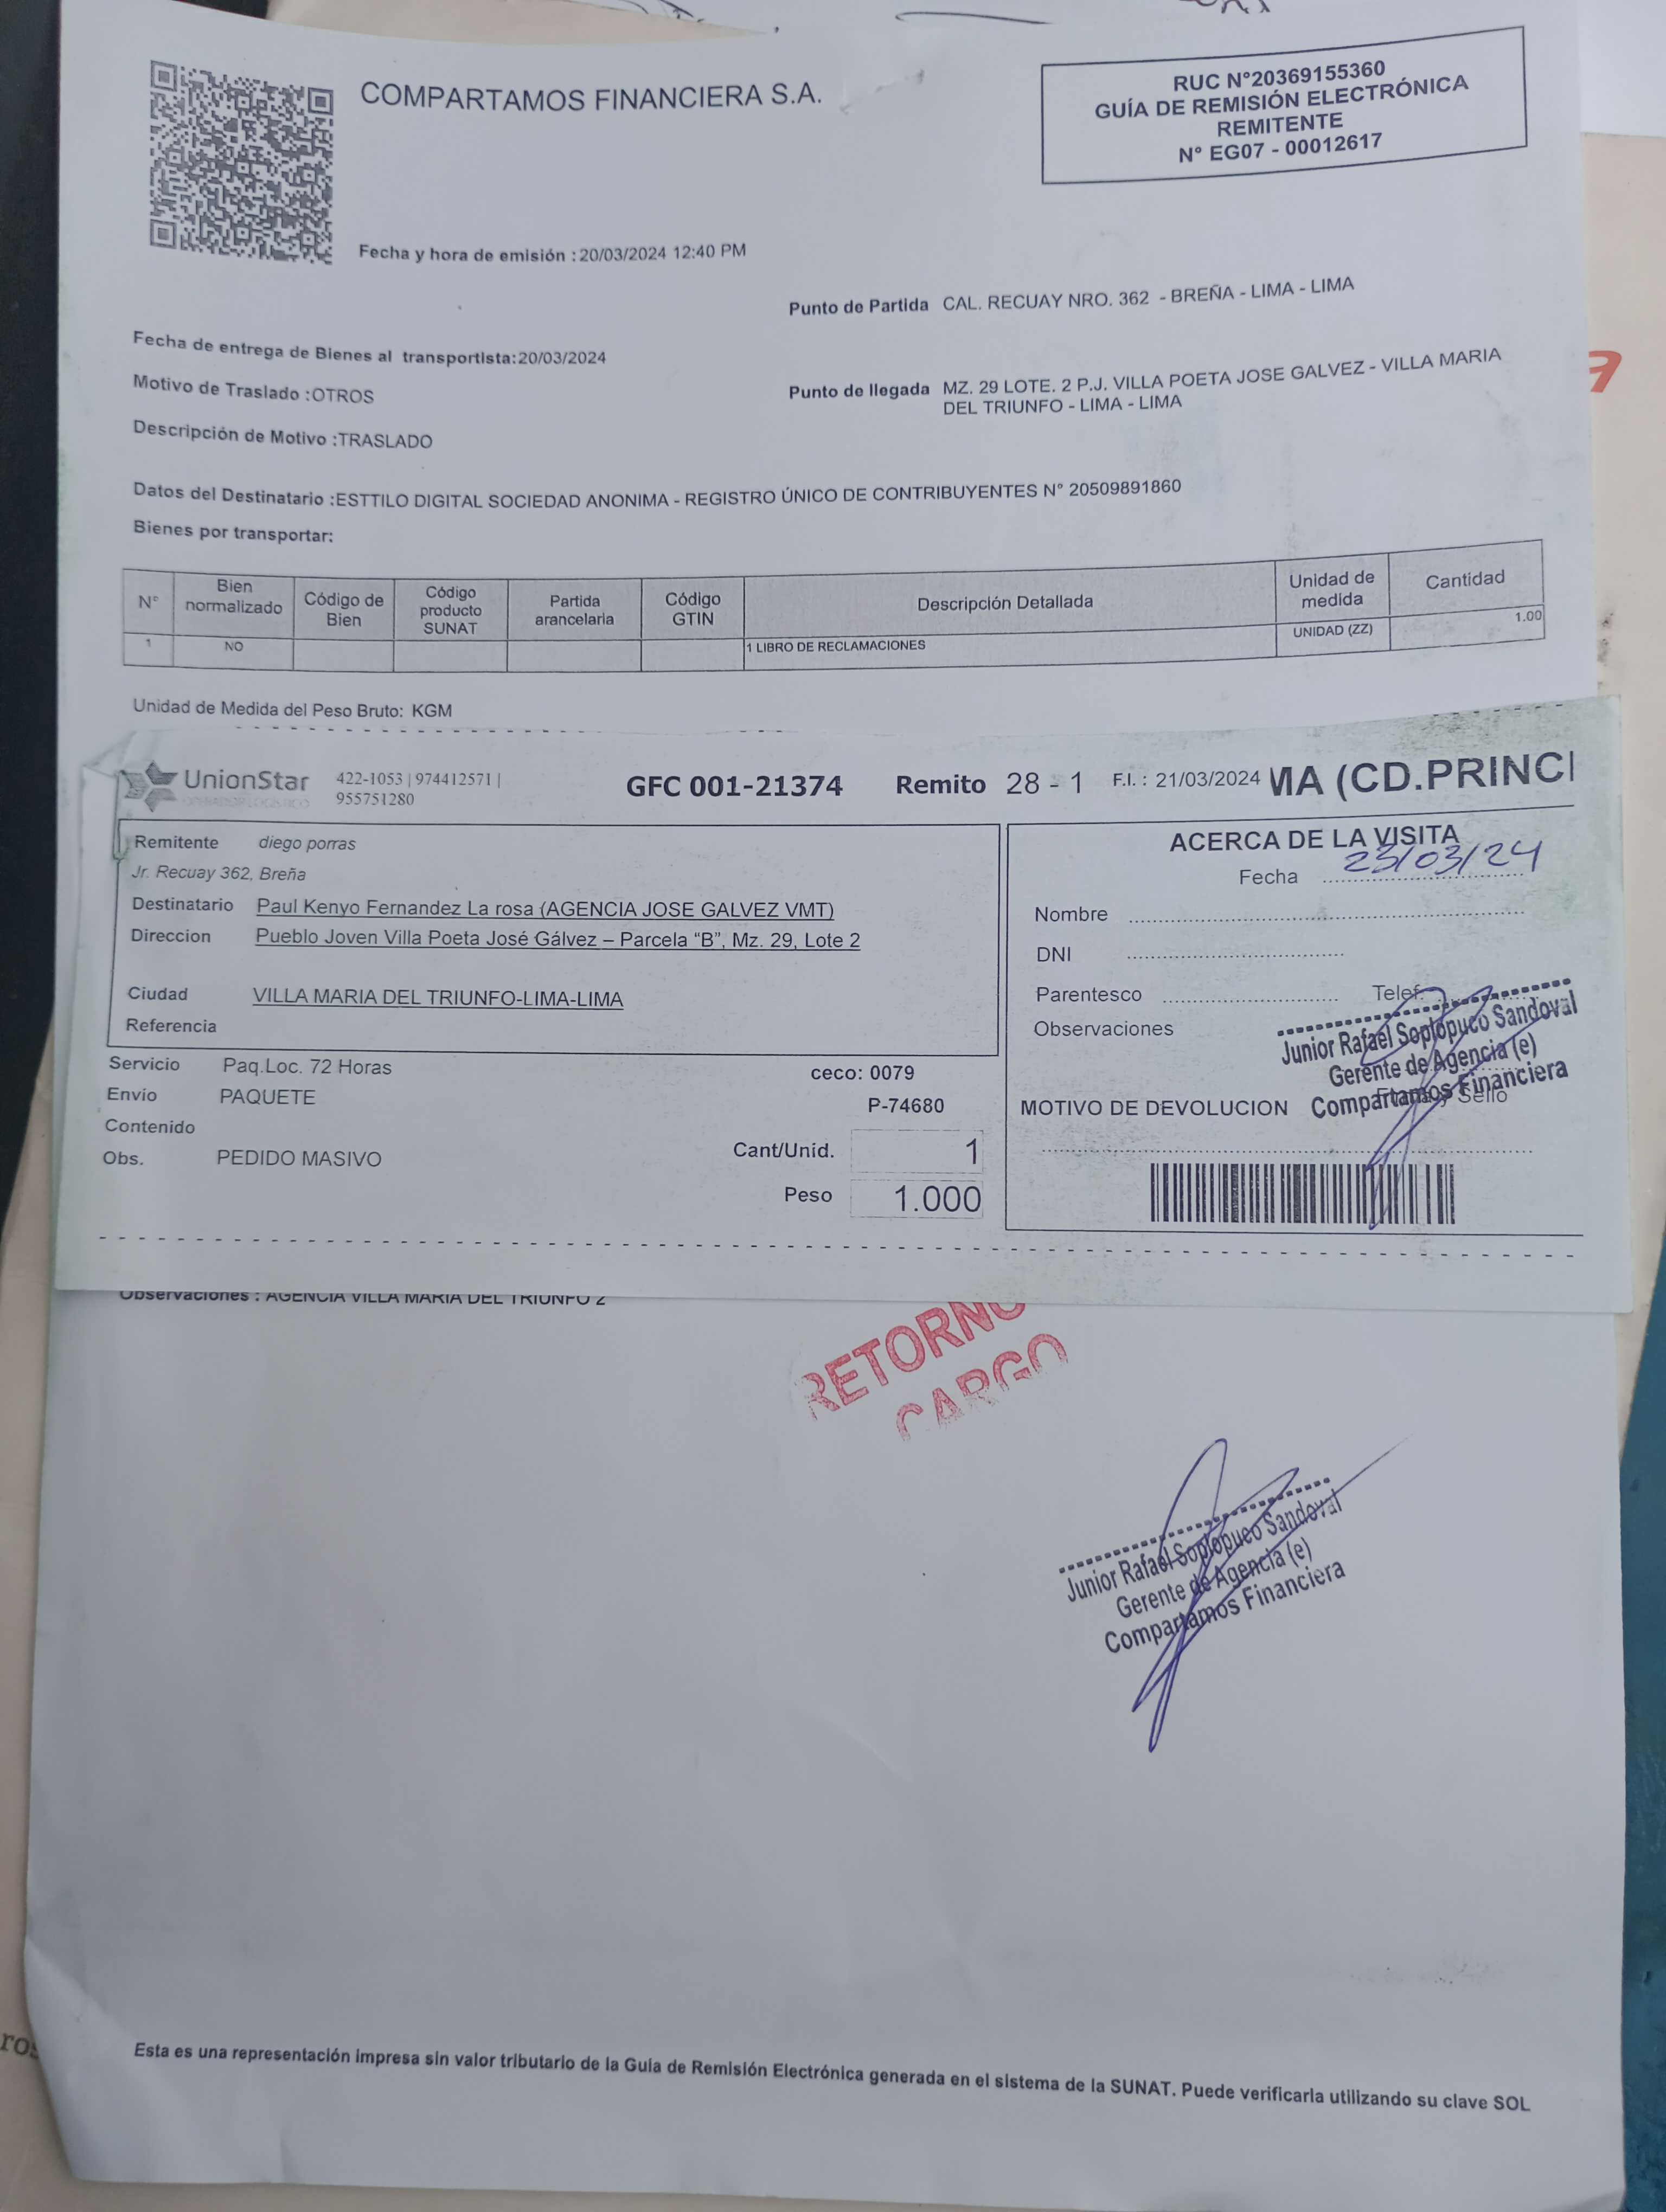 COMPARTAMOS FINANCIERA S.A.
RUC N°20369155360
GUÍA DE REMISIÓN ELECTRÓNICA
REMITENTE
N° EG07 - 00012617
Fecha y hora de emisión : 20/03/2024 12:40 PM
Punto de Partida CAL. RECUAY NRO. 362 - BREÑA - LIMA - LIMA
Fecha de entrega de Bienes al transportista:20/03/2024
Motivo de Traslado :OTROS
Punto de llegada MZ. 29 LOTE. 2 P.J. VILLA POETA JOSE GALVEZ - VILLA MARIA
DEL TRIUNFO - LIMA - LIMA
Descripción de Motivo :TRASLADO
Datos del Destinatario :ESTTILO DIGITAL SOCIEDAD ANONIMA - REGISTRO ÚNICO DE CONTRIBUYENTES N° 20509891860
Bienes por transportar:
N° Bien normalizado Código de Bien Código producto SUNAT Partida arancelaria Código GTIN Descripción Detallada Unidad de medida Cantidad
1 NO 1 LIBRO DE RECLAMACIONES UNIDAD (ZZ) 1.00
Unidad de Medida del Peso Bruto: KGM
UnionStar
422-1053 | 974412571 |
955751280
GFC 001-21374 Remito 28 - 1 F.I. : 21/03/2024 MA (CD.PRINCI
Remitente diego porras
Jr. Recuay 362, Breña
Destinatario Paul Kenyo Fernandez La rosa (AGENCIA JOSE GALVEZ VMT)
Direccion Pueblo Joven Villa Poeta José Gálvez – Parcela “B”, Mz. 29, Lote 2
Ciudad VILLA MARIA DEL TRIUNFO-LIMA-LIMA
Referencia
Servicio Paq.Loc. 72 Horas
ceco: 0079
Envío PAQUETE
P-74680
Contenido
Obs. PEDIDO MASIVO
Cant/Unid. 1
Peso 1.000
ACERCA DE LA VISITA
Fecha 23/03/24
Nombre
DNI
Parentesco Telef.
Observaciones
Junior Rafael Soplopuco Sandoval
Gerente de Agencia (e)
Compartamos Financiera
Sello
MOTIVO DE DEVOLUCION
Observaciones : AGENCIA VILLA MARIA DEL TRIUNFO 2
RETORNO
CARGO
Junior Rafael Soplopuco Sandoval
Gerente de Agencia (e)
Compartamos Financiera
Esta es una representación impresa sin valor tributario de la Guía de Remisión Electrónica generada en el sistema de la SUNAT. Puede verificarla utilizando su clave SOL